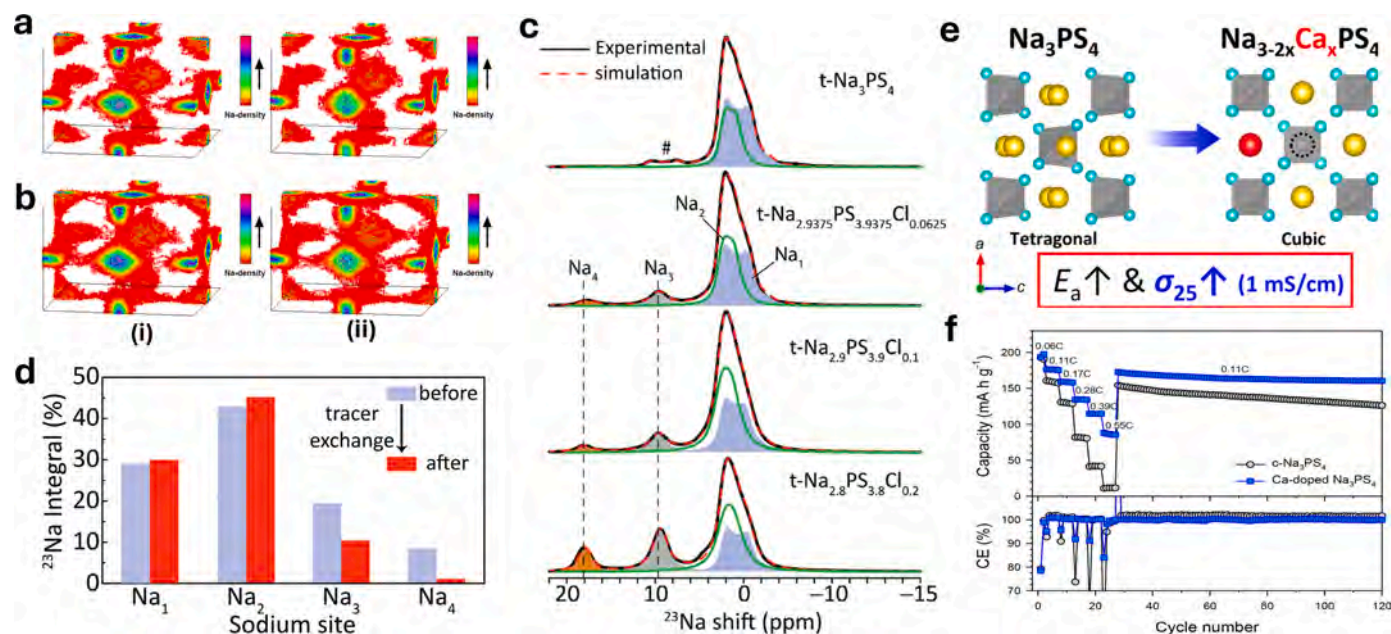 a
Na-density
Na-density
b
Na-density
Na-density
(i)
(ii)
c
Experimental
simulation
t-Na₃PS₄
#
t-Na₂.₉₃₇₅PS₃.₉₃₇₅Cl₀.₀₆₂₅
Na₂
Na₁
Na₄
Na₃
t-Na₂.₉PS₃.₉Cl₀.₁
t-Na₂.₈PS₃.₈Cl₀.₂
20
10
0
−5
−15
²³Na shift (ppm)
d
²³Na Integral (%)
50
40
30
20
10
0
before
tracer
exchange
after
Na₁
Na₂
Na₃
Na₄
Sodium site
e
Na₃PS₄
Na₃₋₂ₓCaₓPS₄
Tetragonal
Cubic
a
c
Eₐ↑ & σ₂₅↑ (1 mS/cm)
f
Capacity (mA h g⁻¹)
200
150
100
50
0
0.06C
0.11C
0.17C
0.28C
0.39C
0.55C
0.11C
c-Na₃PS₄
Ca-doped Na₃PS₄
CE (%)
100
90
80
70
0
20
40
60
80
100
120
Cycle number